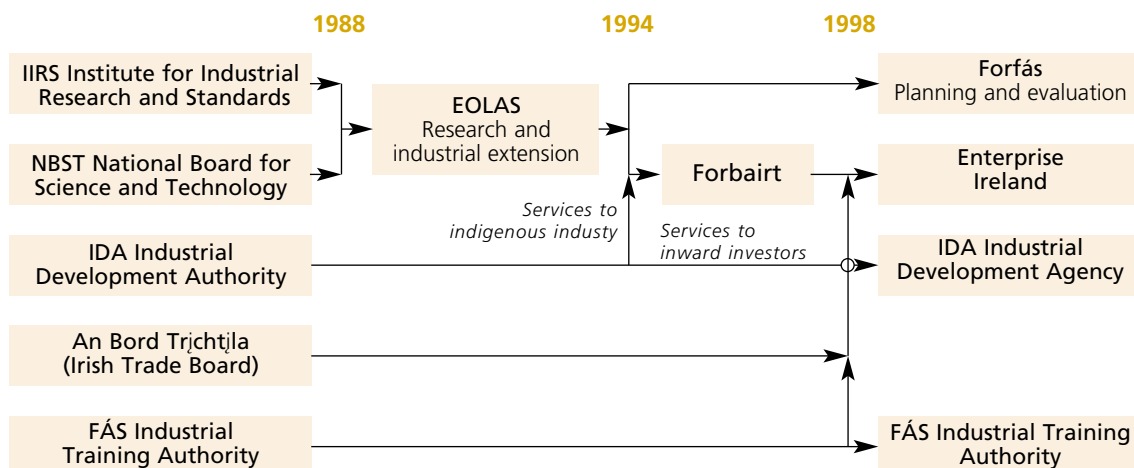 1988
1994
1998
IIRS Institute for Industrial
Research and Standards
NBST National Board for
Science and Technology
IDA Industrial
Development Authority
An Bord Trįchtįla
(Irish Trade Board)
FÁS Industrial
Training Authority
EOLAS
Research and
industrial extension
Services to
indigenous industy
Forbairt
Services to
inward investors
Forfás
Planning and evaluation
Enterprise
Ireland
IDA Industrial
Development Agency
FÁS Industrial Training
Authority